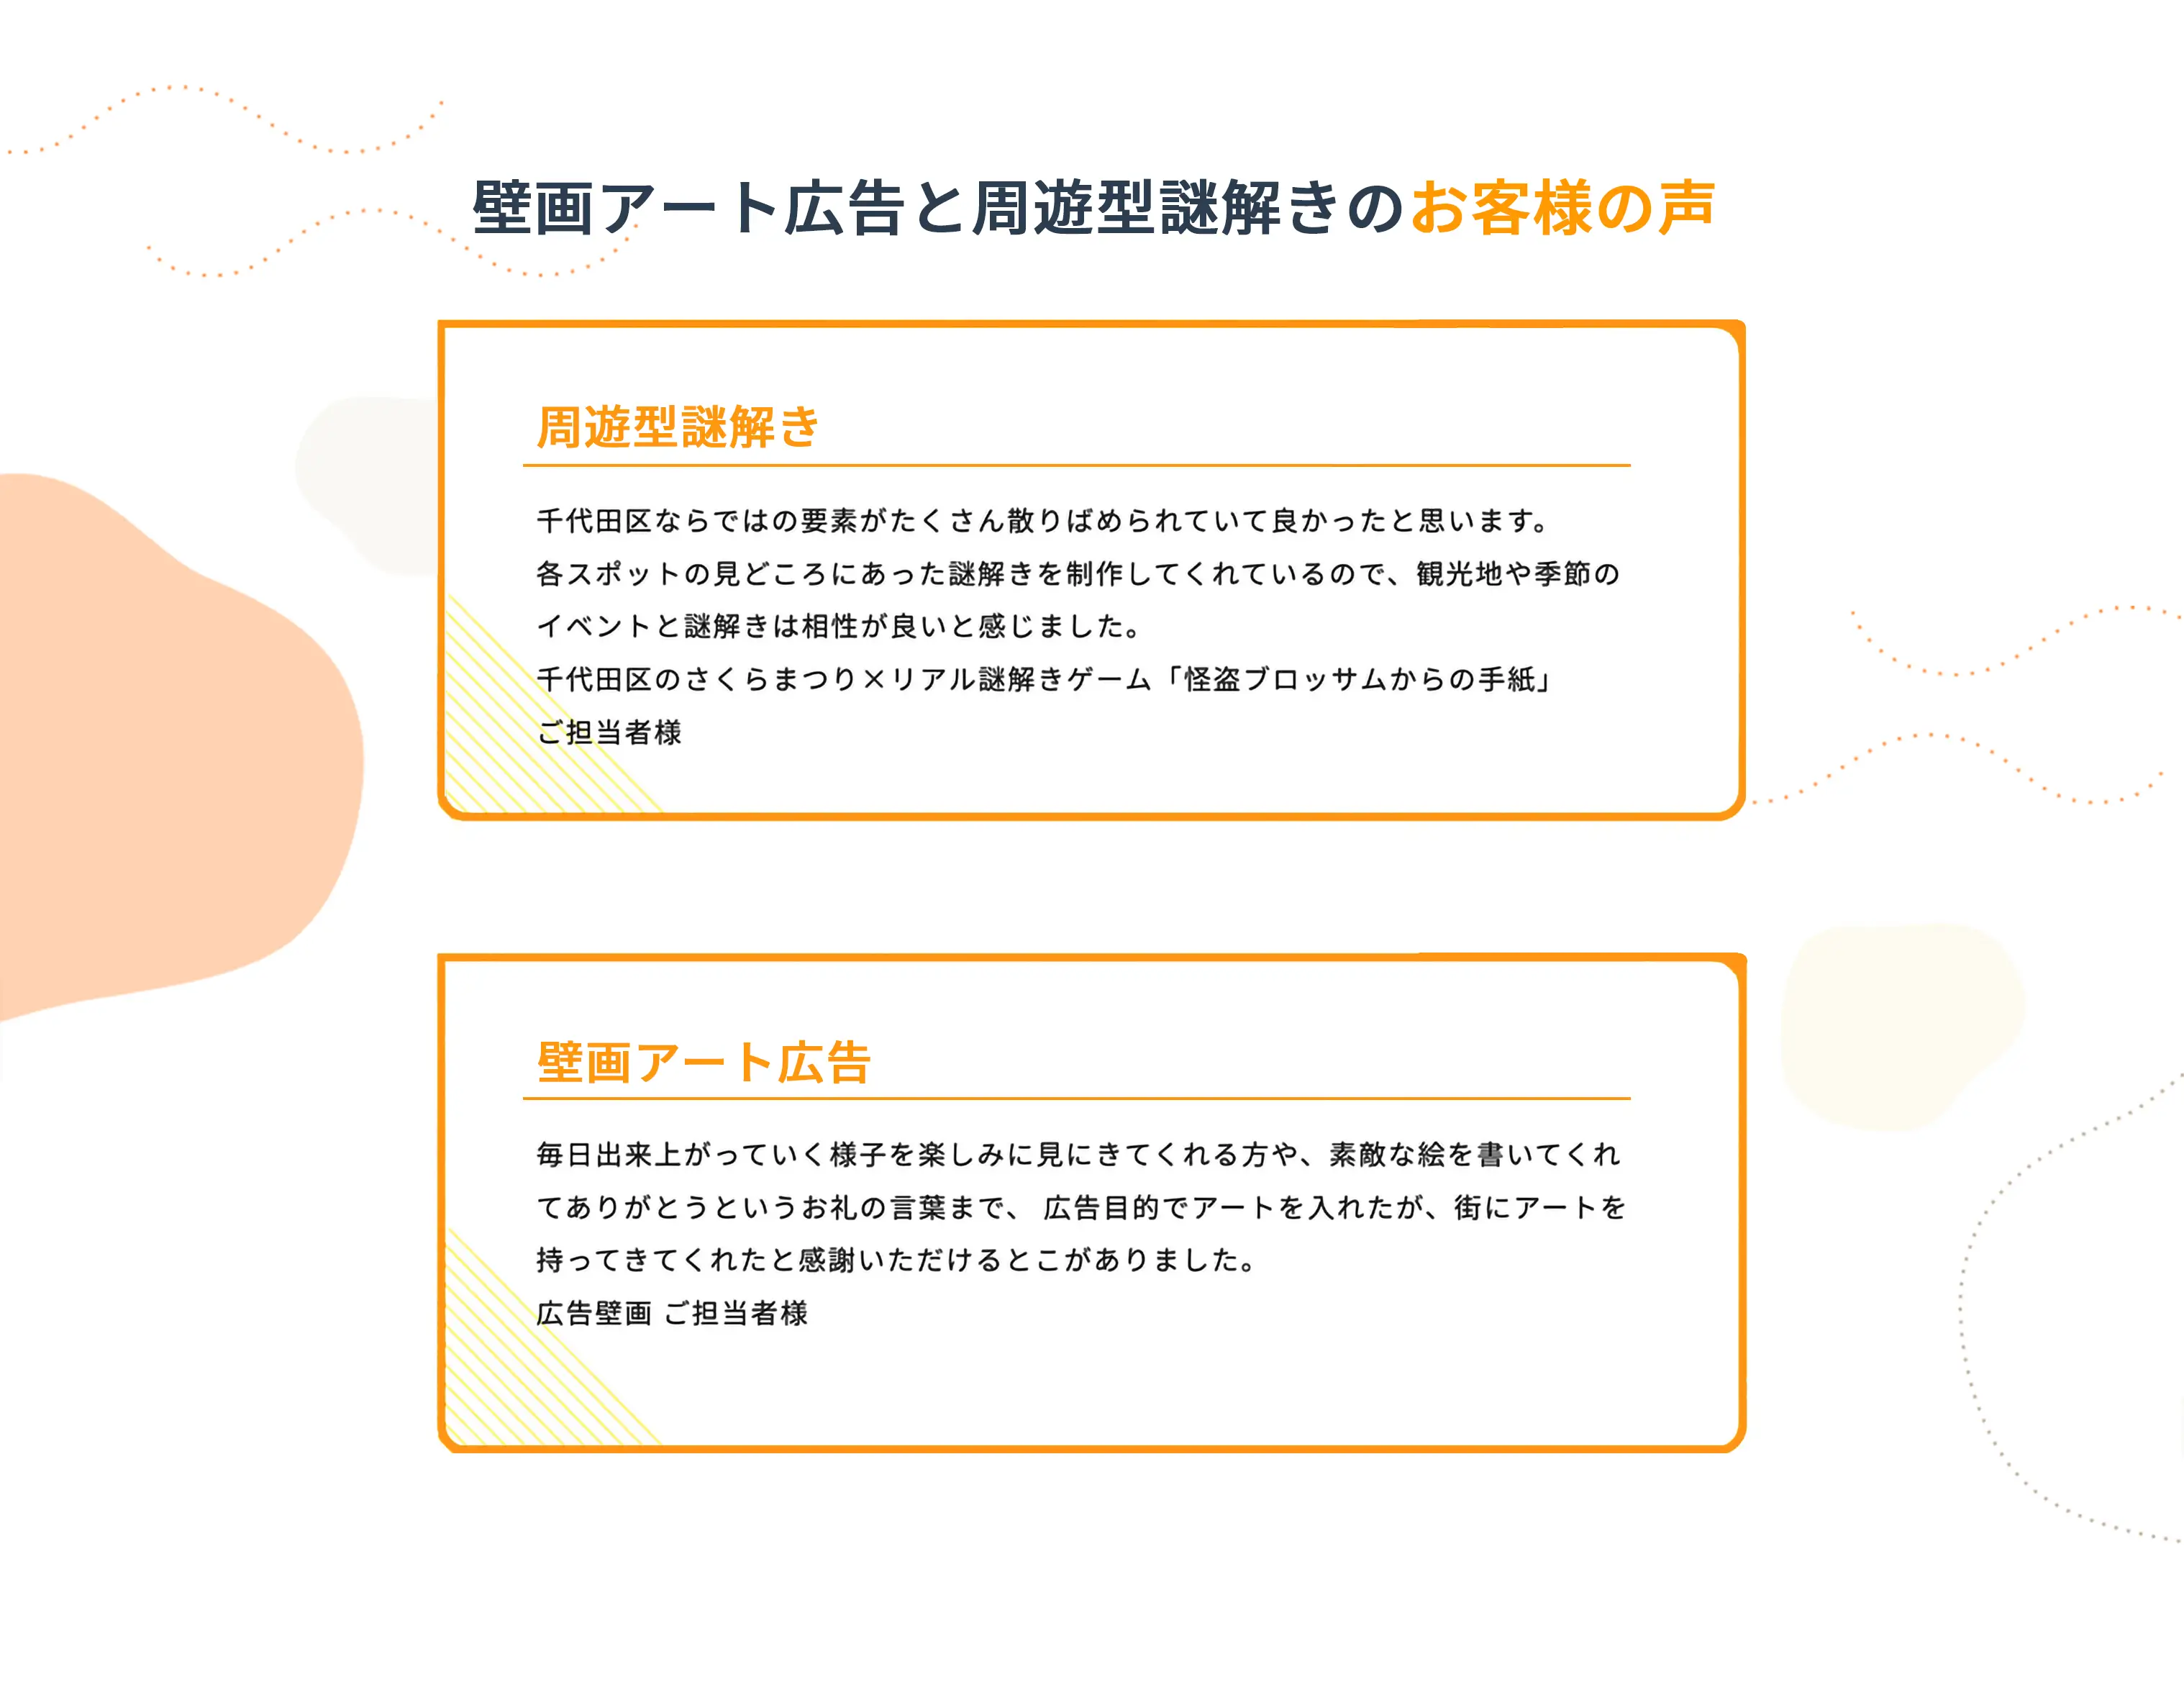 壁画アート広告と周遊型謎解きのお客様の声
周遊型謎解き
千代田区ならではの要素がたくさん散りばめられていて良かったと思います。
各スポットの見どころにあった謎解きを制作してくれているので、観光地や季節の
イベントと謎解きは相性が良いと感じました。
千代田区のさくらまつり×リアル謎解きゲーム「怪盗ブロッサムからの手紙」
ご担当者様
壁画アート広告
毎日出来上がっていく様子を楽しみに見にきてくれる方や、素敵な絵を書いてくれ
てありがとうというお礼の言葉まで、 広告目的でアートを入れたが、街にアートを
持ってきてくれたと感謝いただけるとこがありました。
広告壁画 ご担当者様